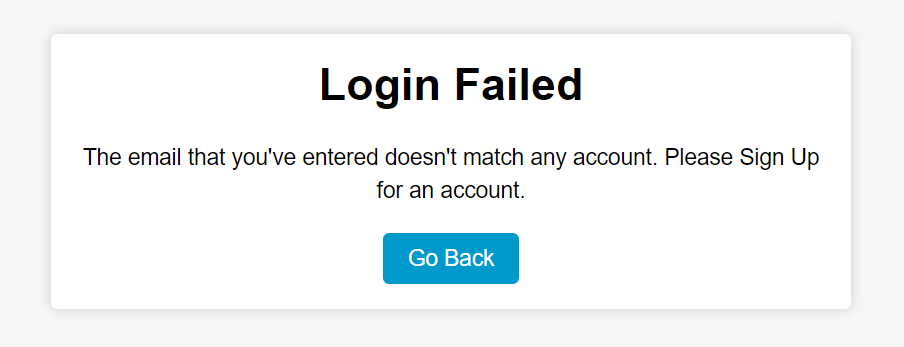 Login Failed
The email that you've entered doesn't match any account. Please Sign Up
for an account.
Go Back